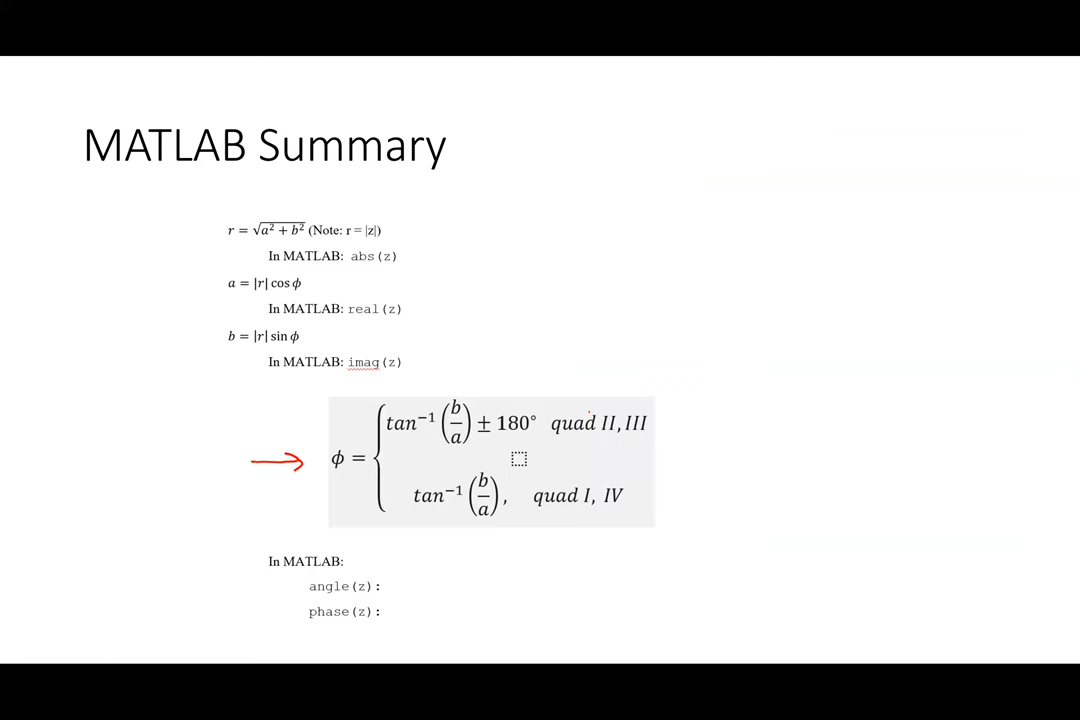 MATLAB Summary
r = √a² + b² (Note: r = |z|)
In MATLAB: abs(z)
a = |r| cos ϕ
In MATLAB: real(z)
b = |r| sin ϕ
In MATLAB: imag(z)
ϕ = { tan⁻¹(b/a) ± 180° quad II, III
tan⁻¹(b/a), quad I, IV
In MATLAB:
angle(z):
phase(z):